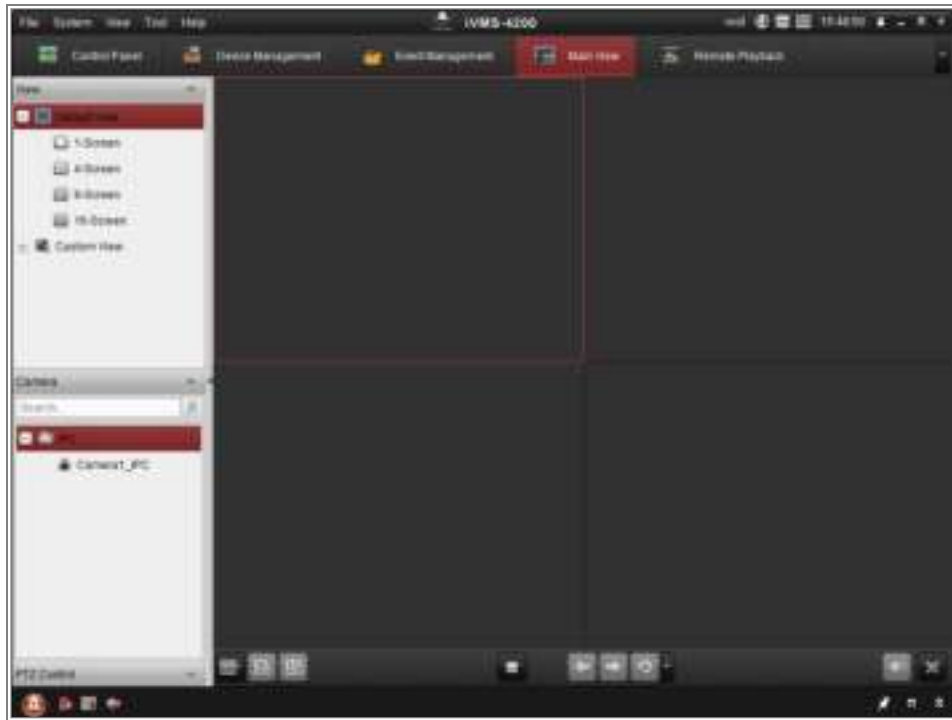 File System View Tool Help iVMS-4200
Control Panel Device Management Event Management Main View Remote Playback
View
1-Screen
4-Screen
9-Screen
16-Screen
Custom View
Camera
Search...
IPC
Camera1_IPC
PTZ Control